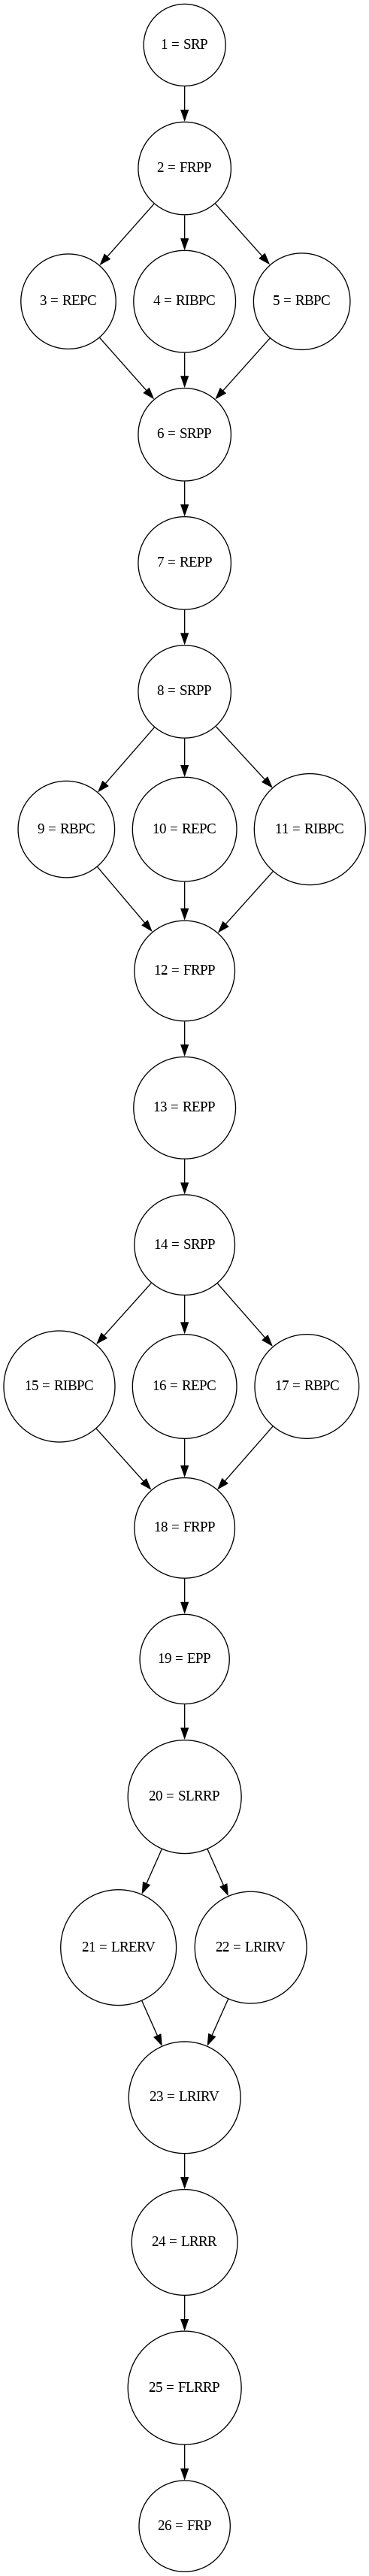 1 = SRP
2 = FRPP
3 = REPC
4 = RIBPC
5 = RBPC
6 = SRPP
7 = REPP
8 = SRPP
9 = RBPC
10 = REPC
11 = RIBPC
12 = FRPP
13 = REPP
14 = SRPP
15 = RIBPC
16 = REPC
17 = RBPC
18 = FRPP
19 = EPP
20 = SLRRP
21 = LRERV
22 = LRIRV
23 = LRIRV
24 = LRRR
25 = FLRRP
26 = FRP